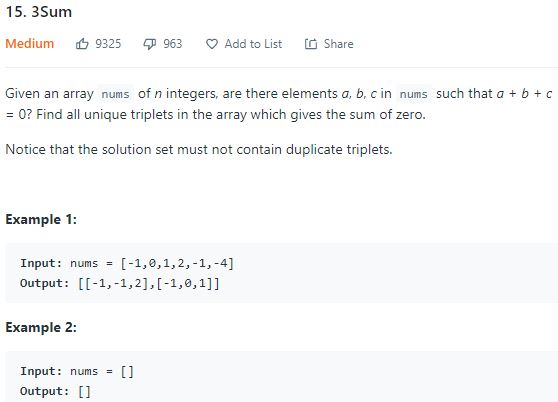 15. 3Sum
Medium 9325 963 Add to List Share
Given an array nums of n integers, are there elements a, b, c in nums such that a + b + c
= 0? Find all unique triplets in the array which gives the sum of zero.
Notice that the solution set must not contain duplicate triplets.
Example 1:
Input: nums = [-1,0,1,2,-1,-4]
Output: [[-1,-1,2],[-1,0,1]]
Example 2:
Input: nums = []
Output: []